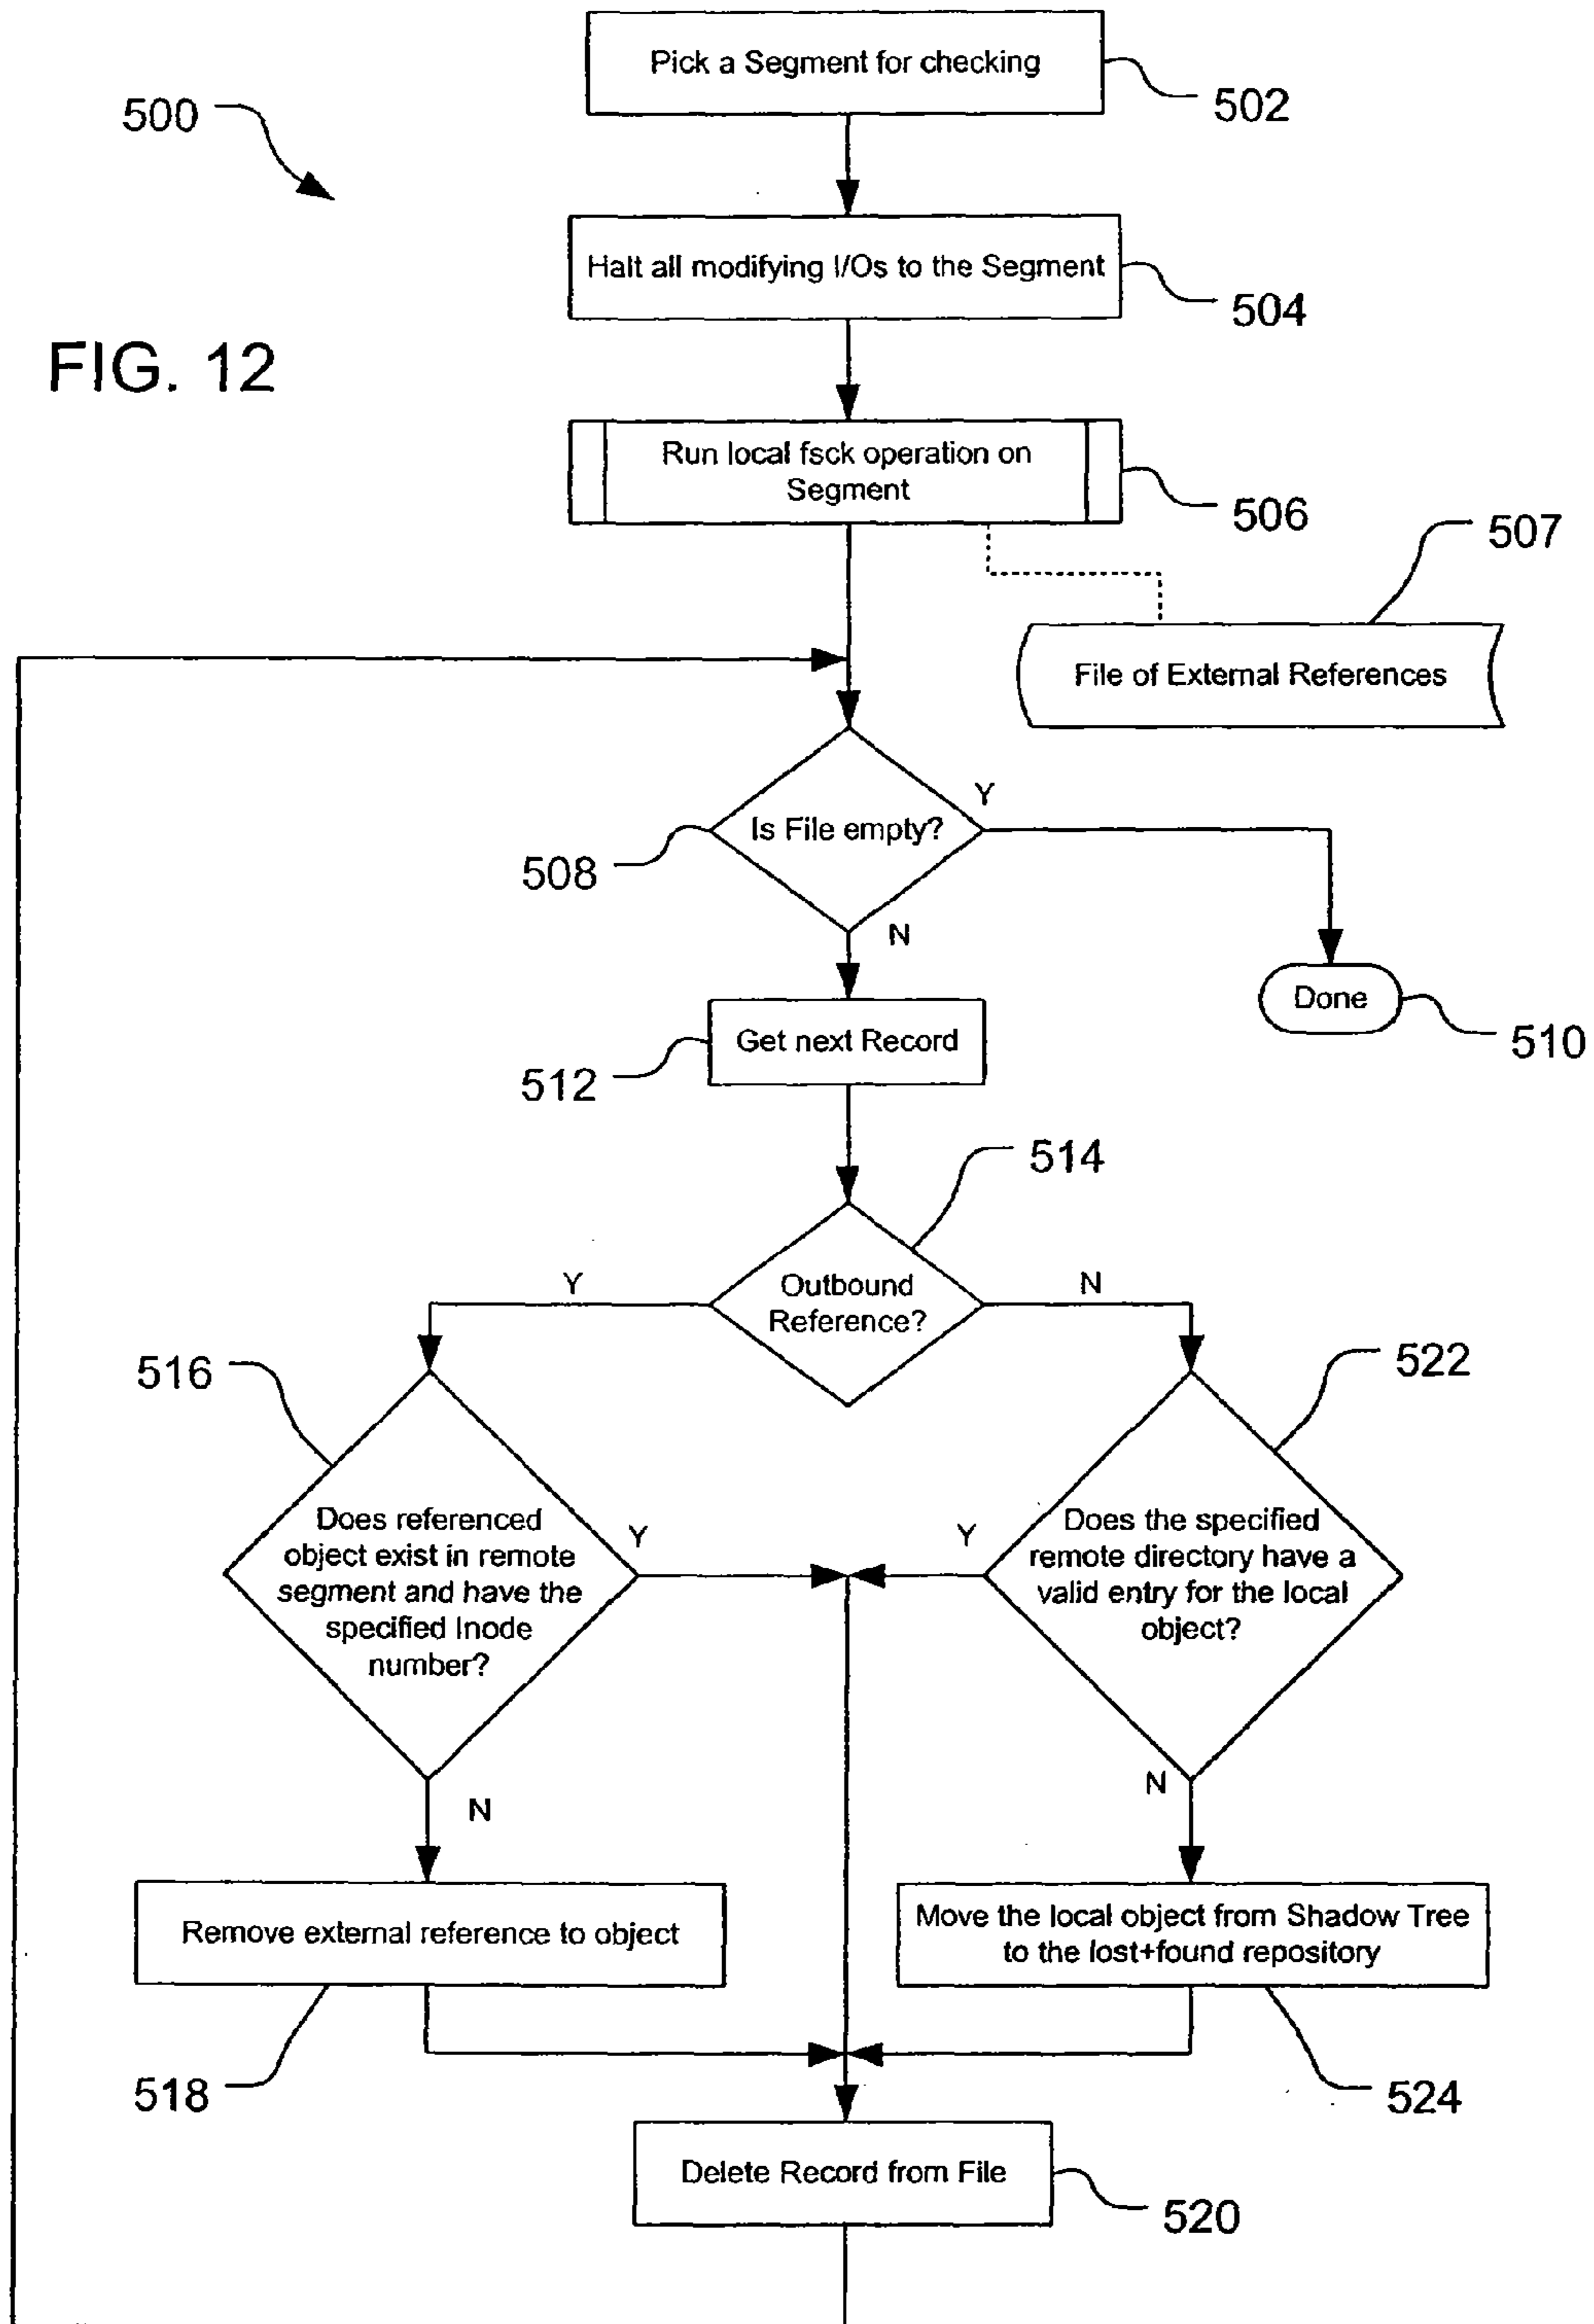 Pick a Segment for checking
502
500
Halt all modifying I/Os to the Segment
504
FIG. 12
Run local fsck operation on
Segment
506
507
File of External References
Is File empty?
Y
508
N
Done
510
Get next Record
512
514
Outbound
Reference?
Y
N
516
522
Does referenced
object exist in remote
segment and have the
specified Inode
number?
Y
Y
Does the specified
remote directory have a
valid entry for the local
object?
N
N
Remove external reference to object
518
Move the local object from Shadow Tree
to the lost+found repository
524
Delete Record from File
520